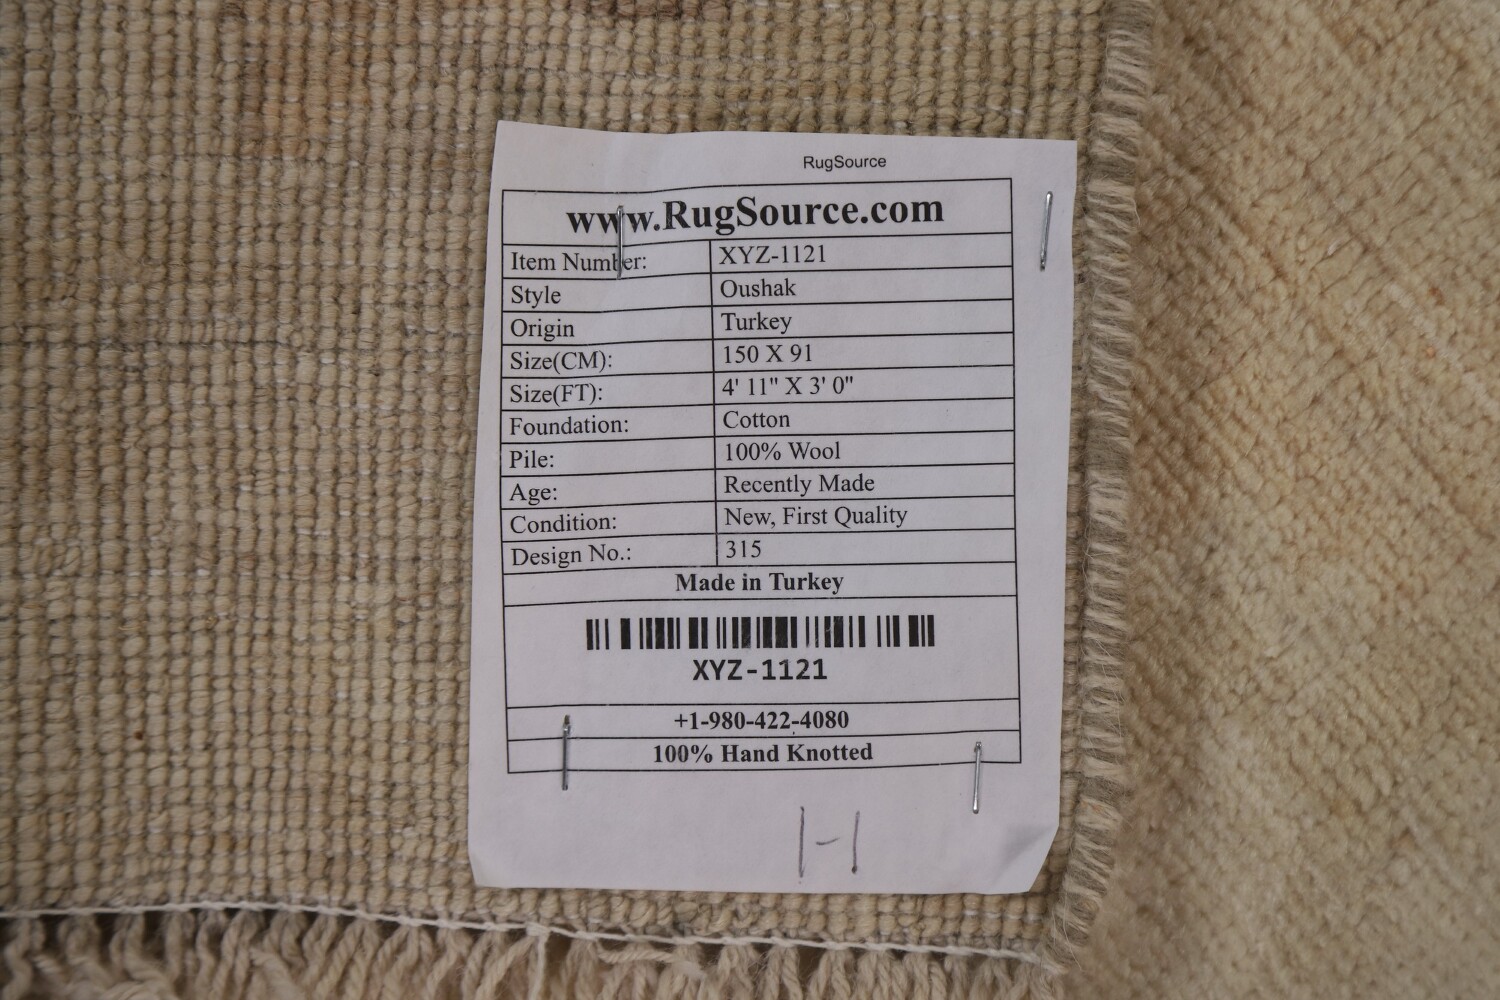 RugSource
www.RugSource.com
Item Number: XYZ-1121
Style Oushak
Origin Turkey
Size(CM): 150 X 91
Size(FT): 4' 11" X 3' 0"
Foundation: Cotton
Pile: 100% Wool
Age: Recently Made
Condition: New, First Quality
Design No.: 315
Made in Turkey
XYZ-1121
+1-980-422-4080
100% Hand Knotted
1-1